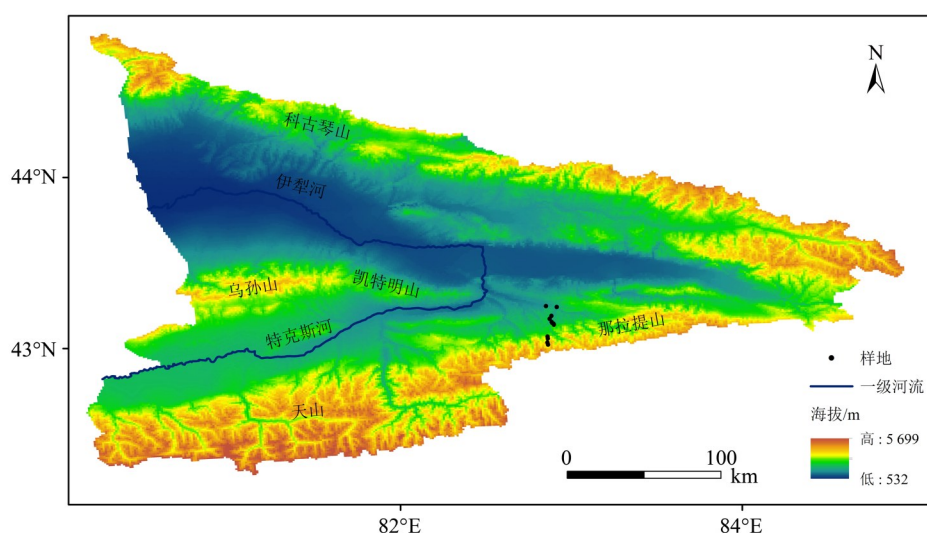 N
科古琴山
44°N
伊犁河
乌孙山
凯特明山
特克斯河
那拉提山
43°N
天山
样地
一级河流
海拔/m
高 : 5 699
低 : 532
0
100
km
82°E
84°E